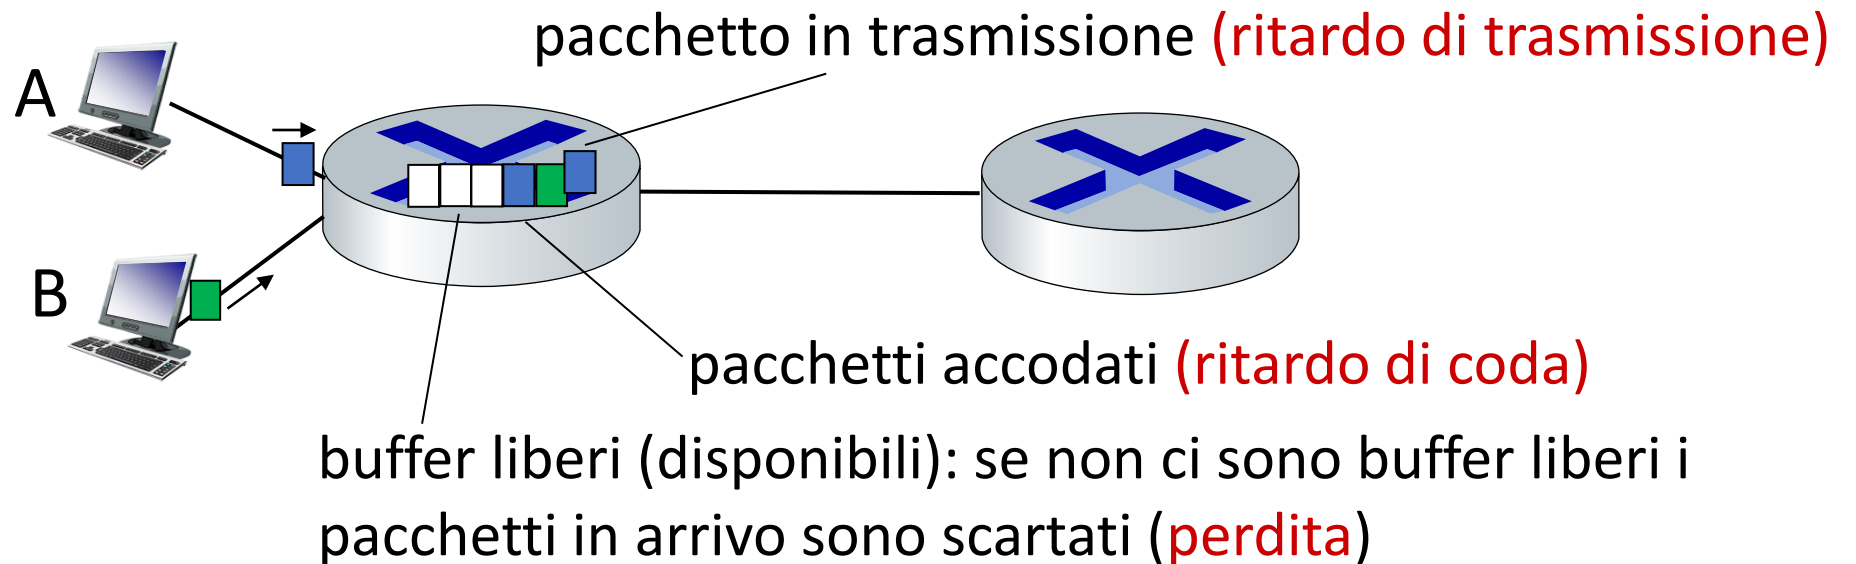 pacchetto in trasmissione (ritardo di trasmissione)
A
B
pacchetti accodati (ritardo di coda)
buffer liberi (disponibili): se non ci sono buffer liberi i
pacchetti in arrivo sono scartati (perdita)